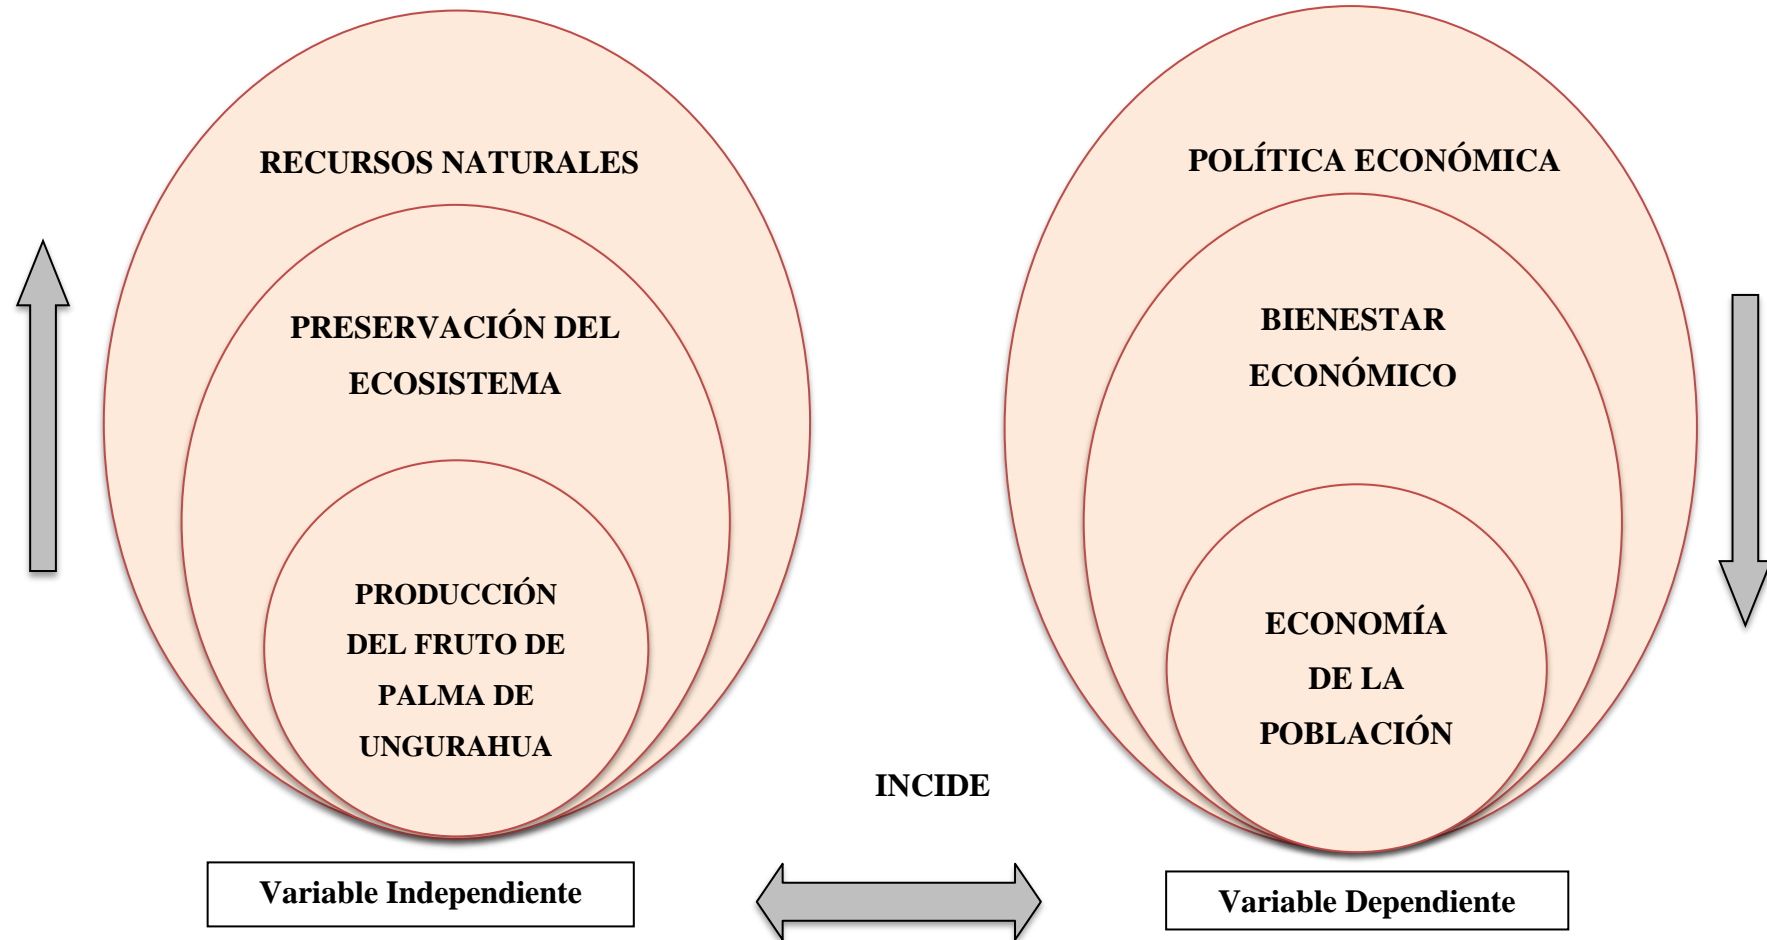 RECURSOS NATURALES
PRESERVACIÓN DEL
ECOSISTEMA
PRODUCCIÓN
DEL FRUTO DE
PALMA DE
UNGURAHUA
Variable Independiente
INCIDE
POLÍTICA ECONÓMICA
BIENESTAR
ECONÓMICO
ECONOMÍA
DE LA
POBLACIÓN
Variable Dependiente